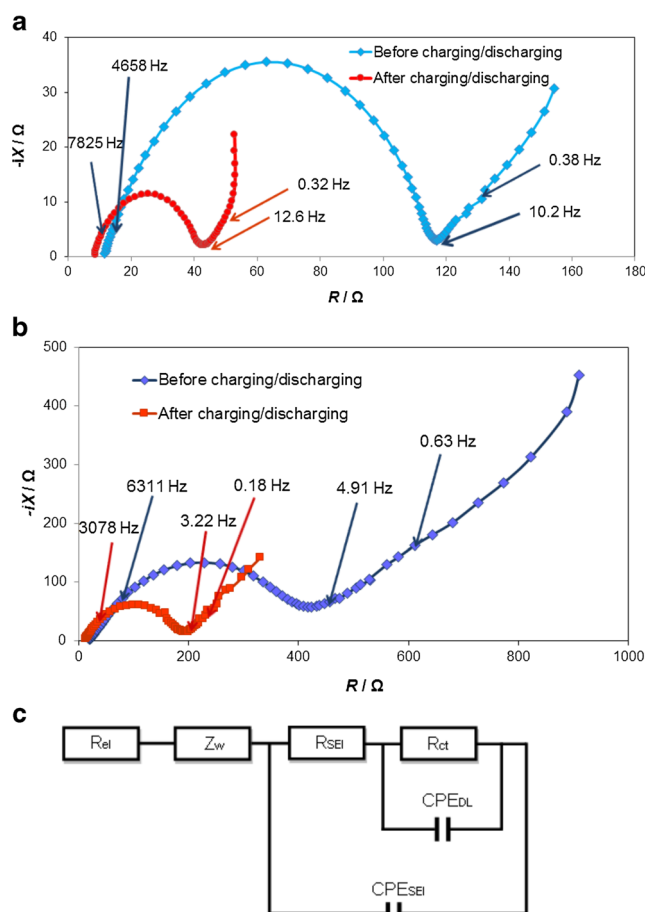 a
40
30
20
10
0
-iX / Ω
0 20 40 60 80 100 120 140 160 180
R / Ω
Before charging/discharging
After charging/discharging
4658 Hz
7825 Hz
0.32 Hz
12.6 Hz
0.38 Hz
10.2 Hz
b
500
400
300
200
100
0
-iX / Ω
0 200 400 600 800 1000
R / Ω
Before charging/discharging
After charging/discharging
6311 Hz
3078 Hz
3.22 Hz
0.18 Hz
4.91 Hz
0.63 Hz
c
Rel Zw RSEI Rct
CPEDL
CPESEI